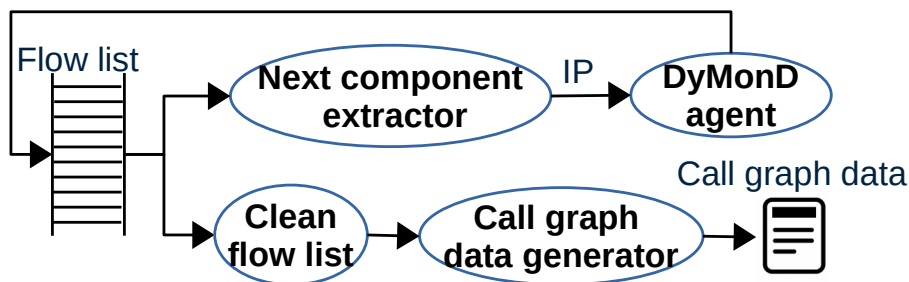 Flow list
Next component
extractor
IP
DyMonD
agent
Call graph data
Clean
flow list
Call graph
data generator